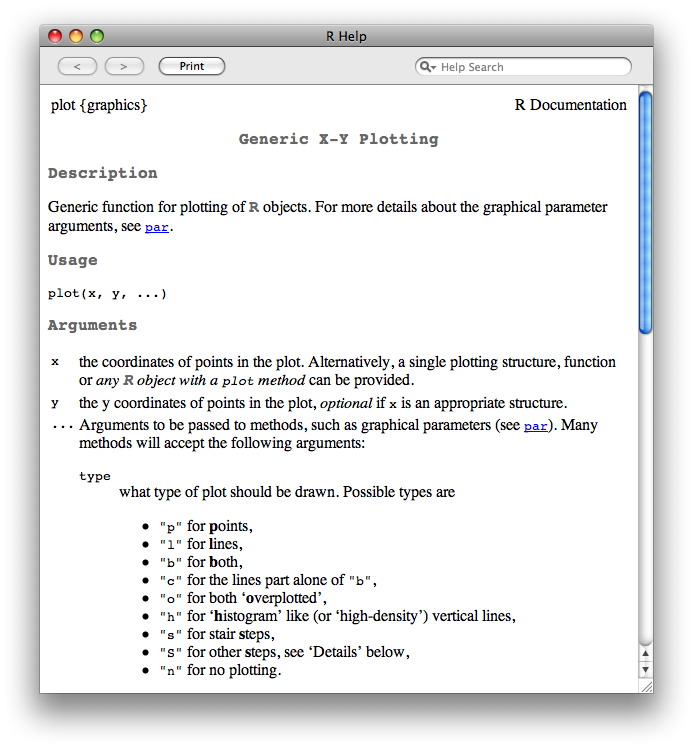 R Help
< > Print Help Search
plot {graphics} R Documentation
Generic X-Y Plotting
Description
Generic function for plotting of R objects. For more details about the graphical parameter
arguments, see par.
Usage
plot(x, y, ...)
Arguments
x the coordinates of points in the plot. Alternatively, a single plotting structure, function
or any R object with a plot method can be provided.
y the y coordinates of points in the plot, optional if x is an appropriate structure.
... Arguments to be passed to methods, such as graphical parameters (see par). Many
methods will accept the following arguments:
type
what type of plot should be drawn. Possible types are
• "p" for points,
• "l" for lines,
• "b" for both,
• "c" for the lines part alone of "b",
• "o" for both ‘overplotted’,
• "h" for ‘histogram’ like (or ‘high-density’) vertical lines,
• "s" for stair steps,
• "S" for other steps, see ‘Details’ below,
• "n" for no plotting.